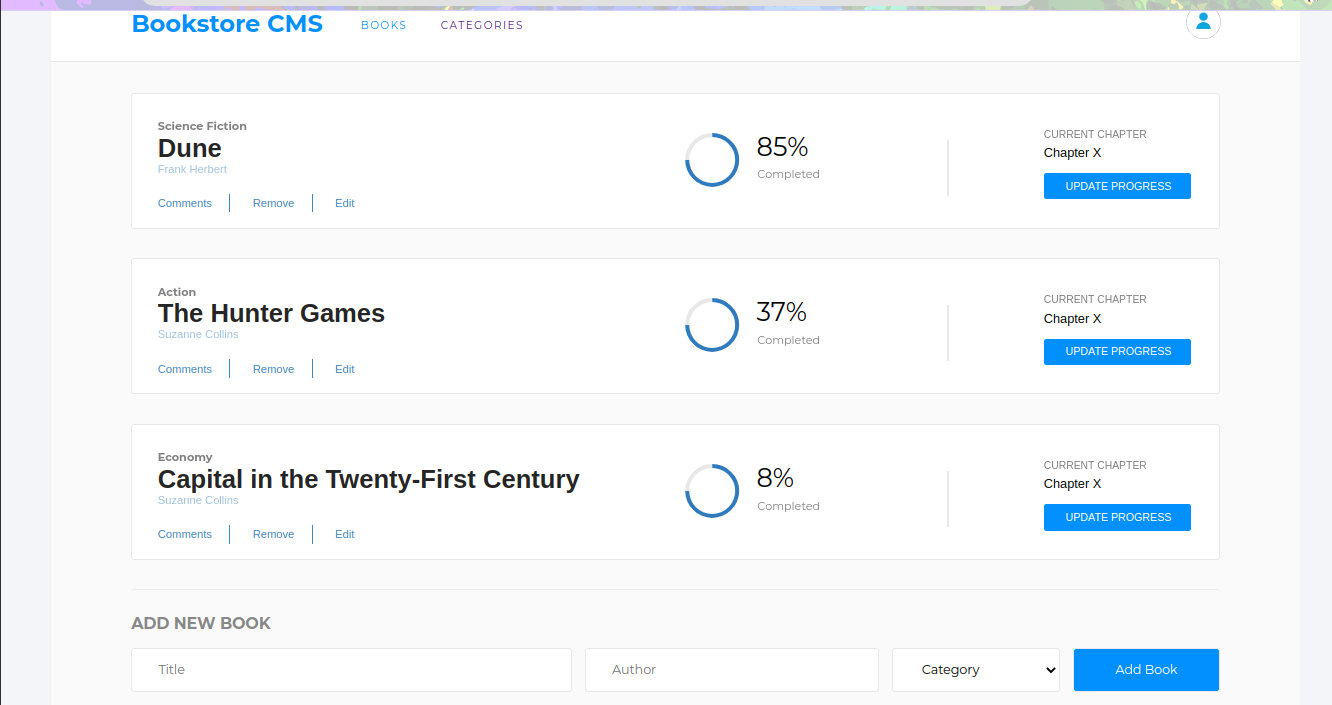 Bookstore CMS BOOKS CATEGORIES
Science Fiction
Dune
Frank Herbert
Comments Remove Edit
85%
Completed
CURRENT CHAPTER
Chapter X
UPDATE PROGRESS
Action
The Hunter Games
Suzanne Collins
Comments Remove Edit
37%
Completed
CURRENT CHAPTER
Chapter X
UPDATE PROGRESS
Economy
Capital in the Twenty-First Century
Suzanne Collins
Comments Remove Edit
8%
Completed
CURRENT CHAPTER
Chapter X
UPDATE PROGRESS
ADD NEW BOOK
Title Author Category Add Book